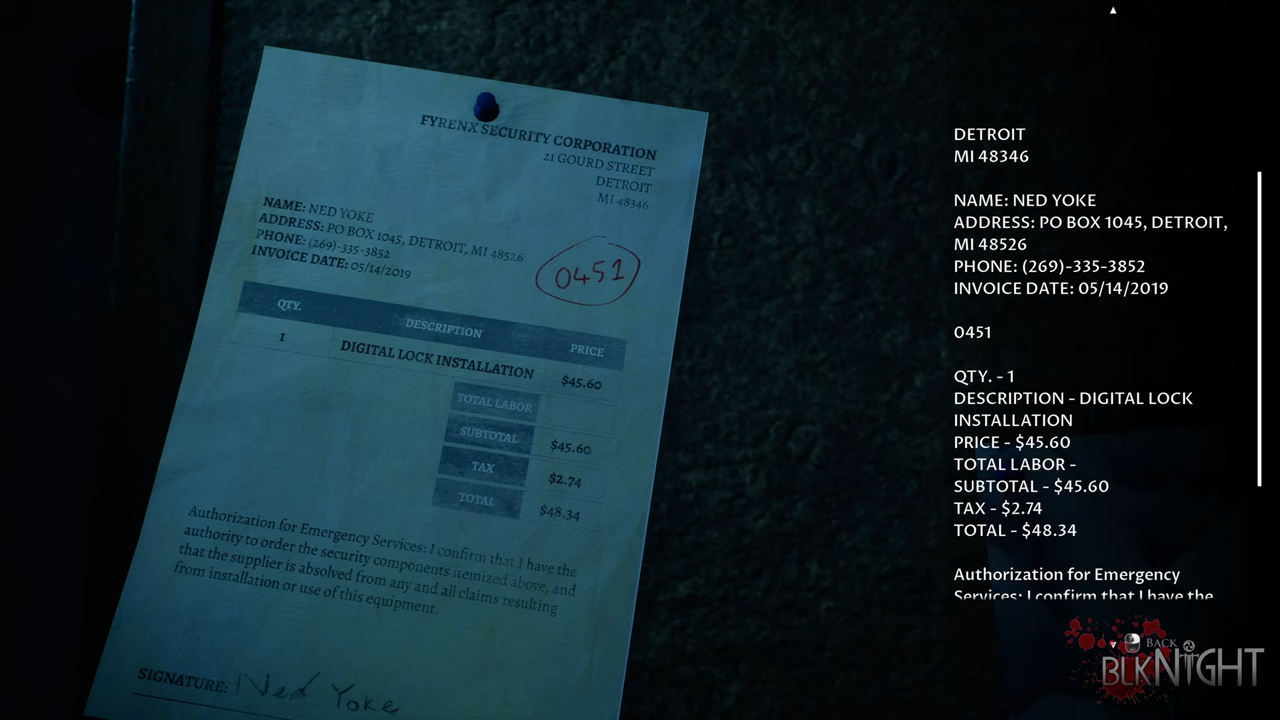 FYRENX SECURITY CORPORATION
21 GOURD STREET
DETROIT
MI 48346
NAME: NED YOKE
ADDRESS: PO BOX 1045, DETROIT, MI 48526
PHONE: (269)-335-3852
INVOICE DATE: 05/14/2019
0451
QTY. DESCRIPTION PRICE
1 DIGITAL LOCK INSTALLATION $45.60
TOTAL LABOR
SUBTOTAL $45.60
TAX $2.74
TOTAL $48.34
Authorization for Emergency Services: I confirm that I have the
authority to order the security components itemized above, and
that the supplier is absolved from any and all claims resulting
from installation or use of this equipment.
SIGNATURE: Ned Yoke
DETROIT
MI 48346
NAME: NED YOKE
ADDRESS: PO BOX 1045, DETROIT,
MI 48526
PHONE: (269)-335-3852
INVOICE DATE: 05/14/2019
0451
QTY. - 1
DESCRIPTION - DIGITAL LOCK
INSTALLATION
PRICE - $45.60
TOTAL LABOR -
SUBTOTAL - $45.60
TAX - $2.74
TOTAL - $48.34
Authorization for Emergency
Services: I confirm that I have the
BACK
BLKNIGHT